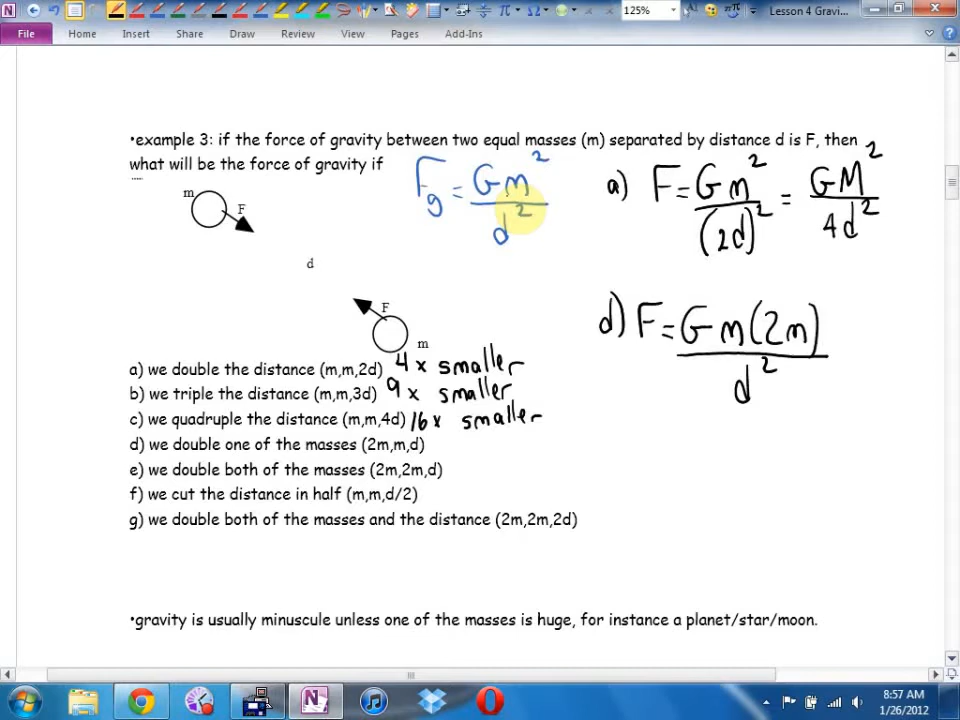 125%
Lesson 4 Gravi...
File Home Insert Share Draw Review View Pages Add-Ins
•example 3: if the force of gravity between two equal masses (m) separated by distance d is F, then
what will be the force of gravity if
Fg = Gm²/d²
a) F = Gm²/(2d)² = GM²/4d²
m
F
d
F
m
d) F = Gm(2m)/d²
a) we double the distance (m,m,2d) 4 x smaller
b) we triple the distance (m,m,3d) 9 x smaller
c) we quadruple the distance (m,m,4d) 16x smaller
d) we double one of the masses (2m,m,d)
e) we double both of the masses (2m,2m,d)
f) we cut the distance in half (m,m,d/2)
g) we double both of the masses and the distance (2m,2m,2d)
•gravity is usually minuscule unless one of the masses is huge, for instance a planet/star/moon.
8:57 AM
1/26/2012